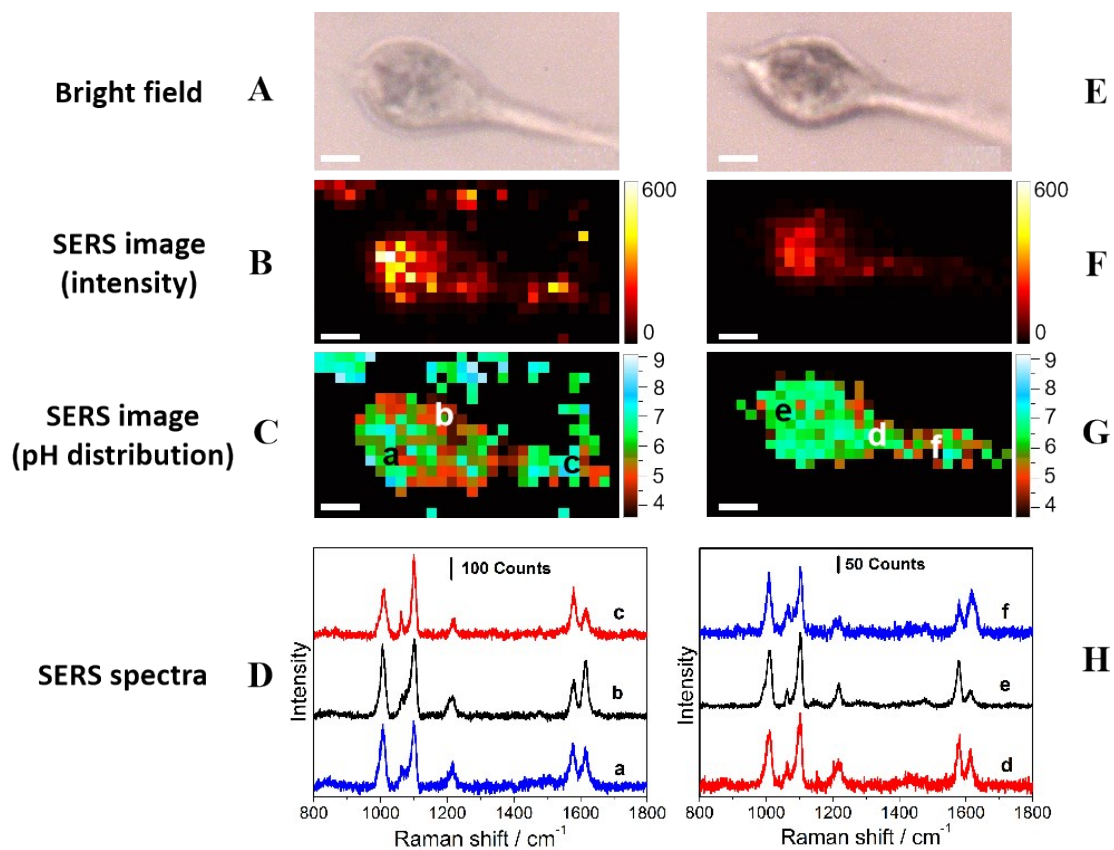 Bright field
A
E
SERS image
(intensity)
B
600
0
600
0
F
SERS image
(pH distribution)
C
b
a
c
9
8
7
6
5
4
e
d
f
9
8
7
6
5
4
G
SERS spectra
D
Intensity
100 Counts
c
b
a
800 1000 1200 1400 1600 1800
Raman shift / cm⁻¹
Intensity
50 Counts
f
e
d
800 1000 1200 1400 1600 1800
Raman shift / cm⁻¹
H